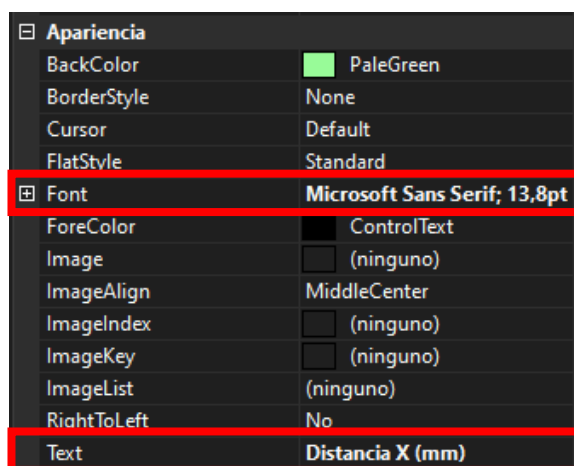 Apariencia
BackColor PaleGreen
BorderStyle None
Cursor Default
FlatStyle Standard
Font Microsoft Sans Serif; 13,8pt
ForeColor ControlText
Image (ninguno)
ImageAlign MiddleCenter
ImageIndex (ninguno)
ImageKey (ninguno)
ImageList (ninguno)
RightToLeft No
Text Distancia X (mm)